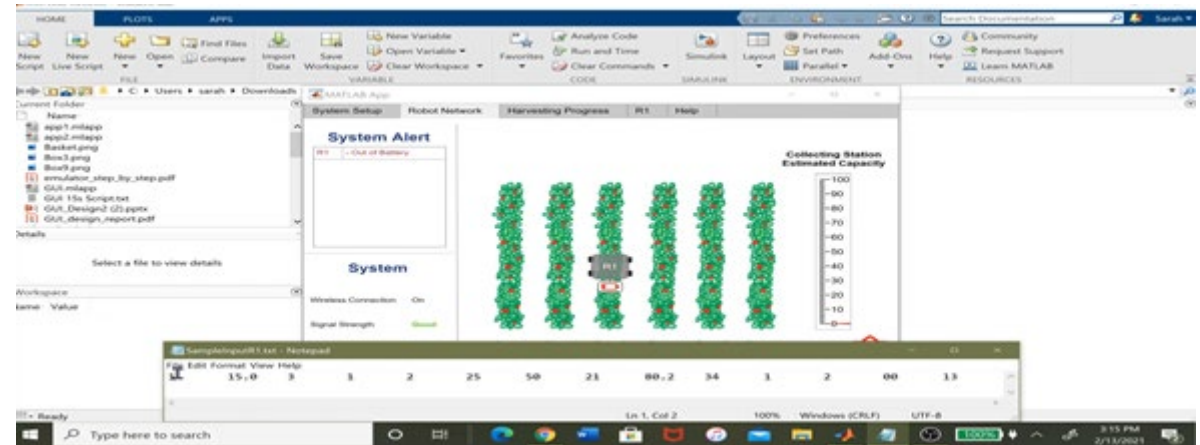 HOME PLOTS APPS
Search Documentation
Sarah
New Script
New Live Script
New
Open
Find Files
Compare
Import Data
Save Workspace
New Variable
Open Variable
Clear Workspace
Favorites
Analyze Code
Run and Time
Clear Commands
Simulink
Layout
Preferences
Set Path
Parallel
Add-Ons
Help
Community
Request Support
Learn MATLAB
FILE VARIABLE CODE SIMULINK ENVIRONMENT RESOURCES
C: Users sarah Downloads
MATLAB App
Current Folder
System Setup Robot Network Harvesting Progress R1 Help
Name
app1.mlapp
app2.mlapp
Basket.png
Box3.png
Box9.png
emulator_step_by_step.pdf
GUI.mlapp
GUI 15s Script.txt
GUI_Design2 (2).pptx
GUI_design_report.pdf
Details
Select a file to view details
Workspace
Name Value
System Alert
R1 - Out of Battery
System
Wireless Connection On
Signal Strength Good
R1
Collecting Station
Estimated Capacity
100
90
80
70
60
50
40
30
20
10
0
SampleInputR1.txt - Notepad
File Edit Format View Help
15.0 3 1 2 25 50 21 80.2 34 1 2 00 13
Ln 1, Col 2 100% Windows (CRLF) UTF-8
Ready
Type here to search
100%
3:15 PM
2/13/2021